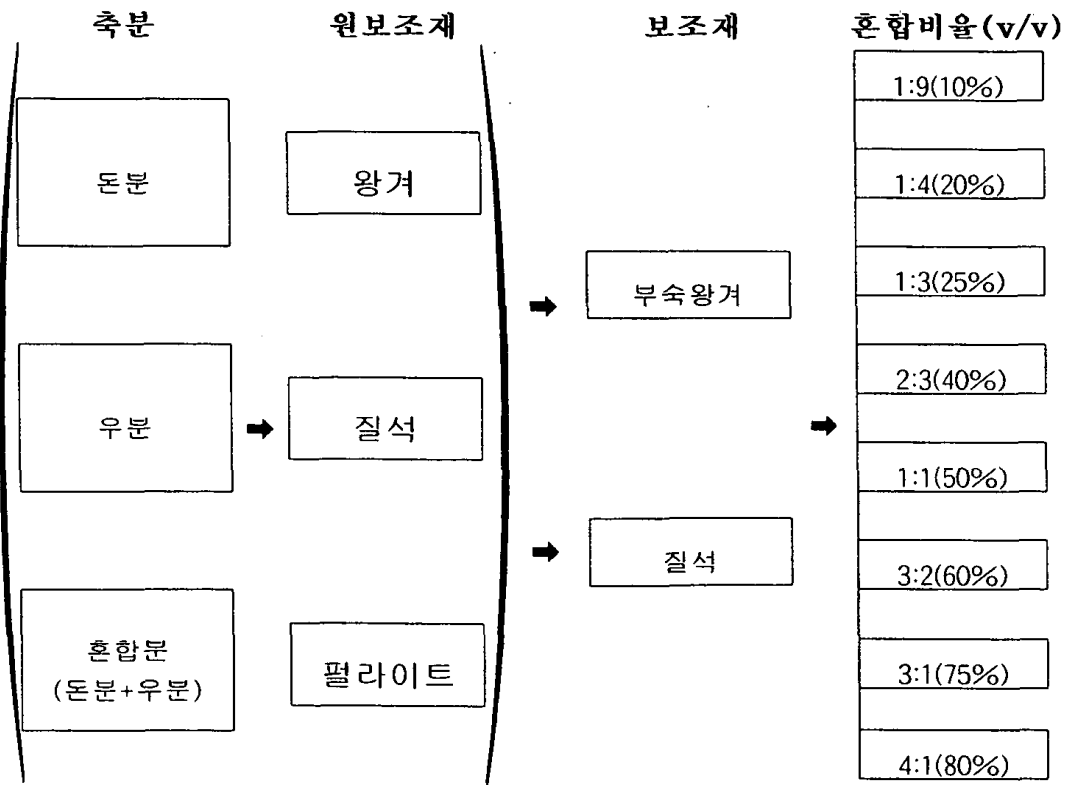 축분
원보조재
보조재
혼합비율(v/v)
돈분
우분
혼합분
(돈분+우분)
왕겨
질석
펄라이트
부숙왕겨
질석
1:9(10%)
1:4(20%)
1:3(25%)
2:3(40%)
1:1(50%)
3:2(60%)
3:1(75%)
4:1(80%)